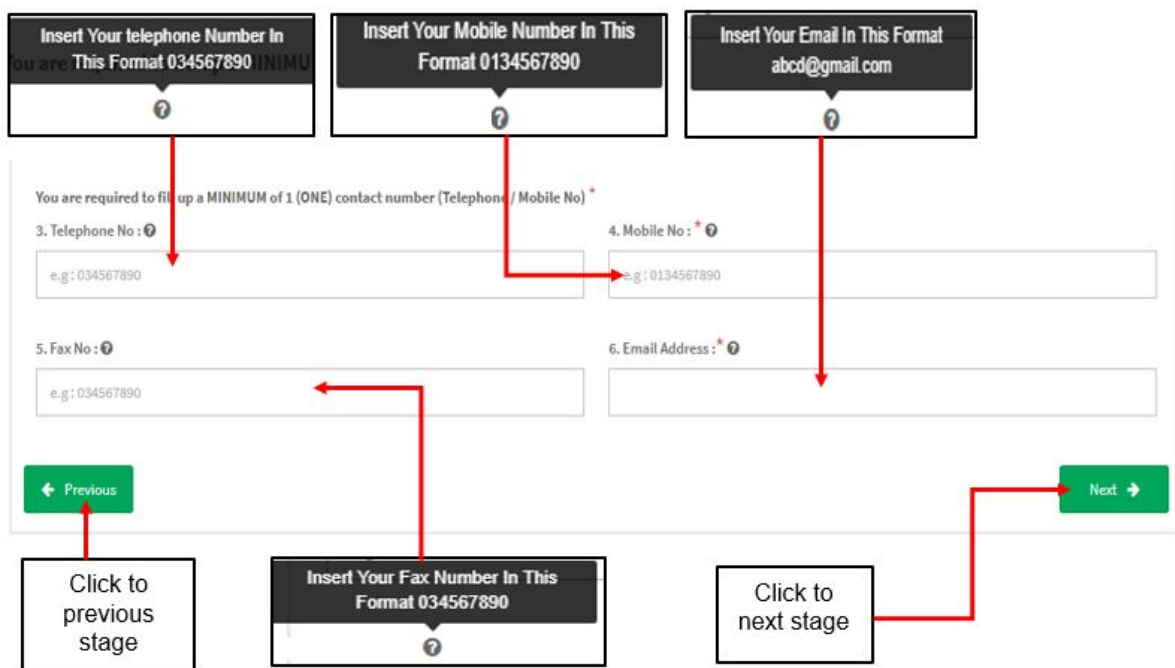 Insert Your telephone Number In
This Format 034567890
Insert Your Mobile Number In This
Format 0134567890
Insert Your Email In This Format
abcd@gmail.com
You are required to fill up a MINIMUM of 1 (ONE) contact number (Telephone / Mobile No) *
3. Telephone No :
4. Mobile No : *
e.g : 034567890
e.g : 0134567890
5. Fax No :
6. Email Address : *
e.g : 034567890
Previous
Next
Click to
previous
stage
Insert Your Fax Number In This
Format 034567890
Click to
next stage